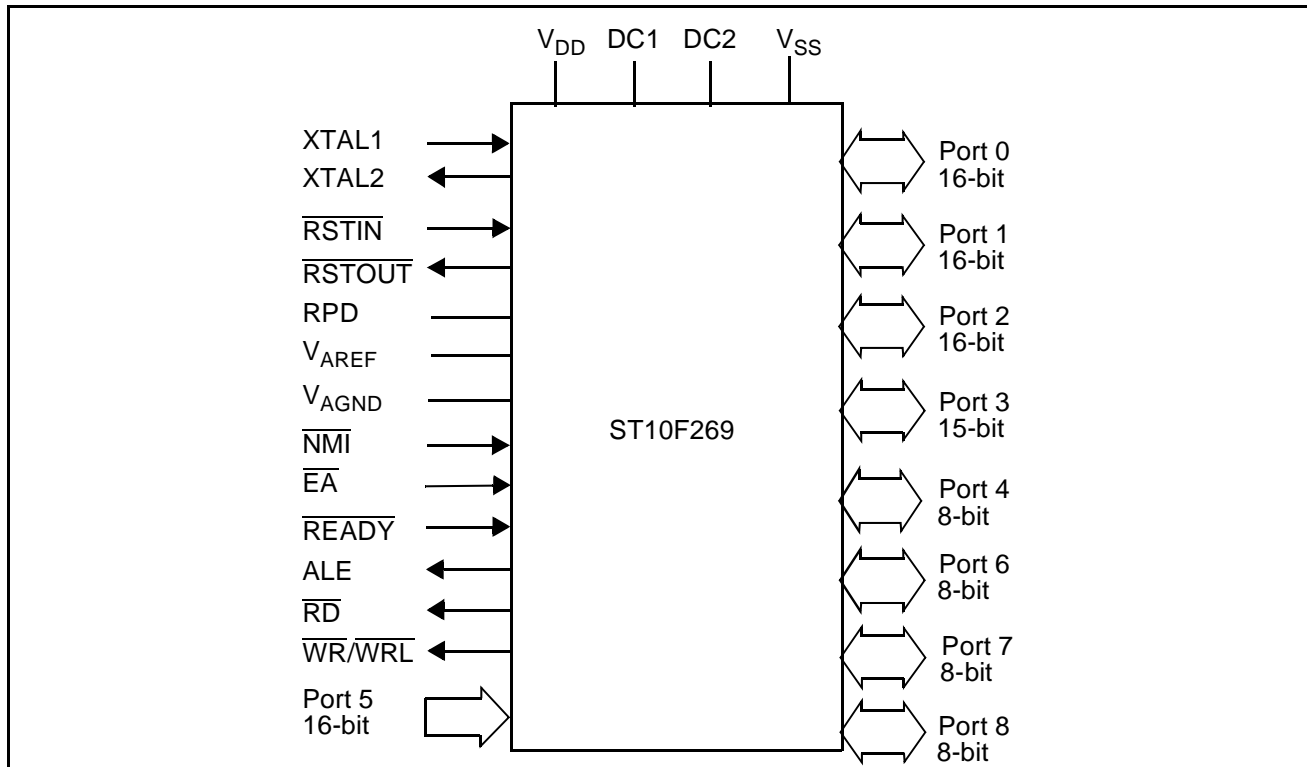 VDD DC1 DC2 VSS
XTAL1
XTAL2
RSTIN
RSTOUT
RPD
VAREF
VAGND
NMI
EA
READY
ALE
RD
WR/WRL
Port 5
16-bit
ST10F269
Port 0
16-bit
Port 1
16-bit
Port 2
16-bit
Port 3
15-bit
Port 4
8-bit
Port 6
8-bit
Port 7
8-bit
Port 8
8-bit